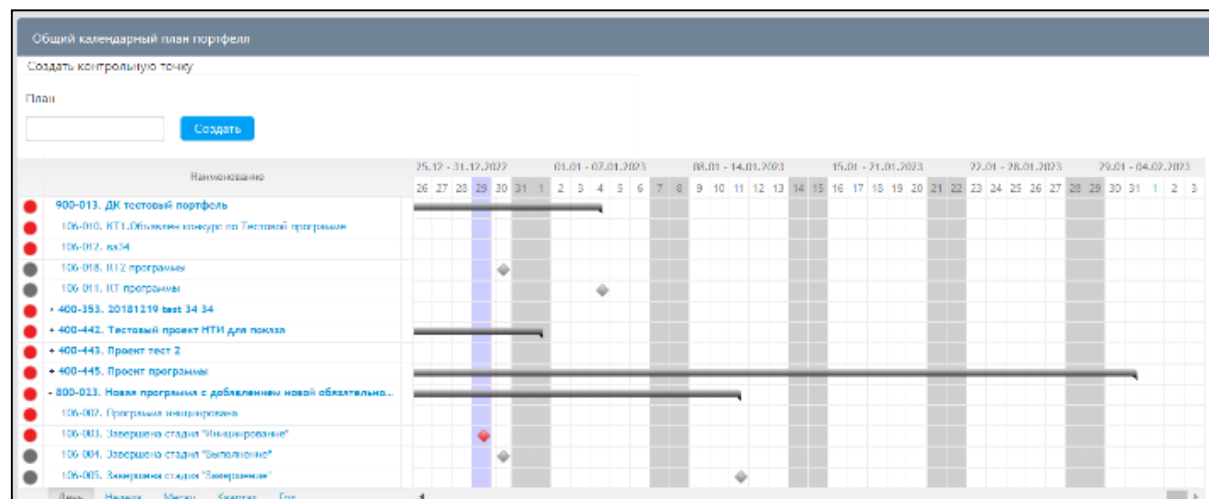 Общий календарный план портфеля
Создать контрольную точку
План
Создать
Наименование
25.12 - 31.12.2022 01.01 - 07.01.2023 08.01 - 14.01.2023 15.01 - 21.01.2023 22.01 - 28.01.2023 29.01 - 04.02.2023
26 27 28 29 30 31 1 2 3 4 5 6 7 8 9 10 11 12 13 14 15 16 17 18 19 20 21 22 23 24 25 26 27 28 29 30 31 1 2 3
900-013. ДК тестовый портфель
106-010. КТ1.Объявлен конкурс по Тестовой программе
106-012. ва34
106-018. КТ2 программы
106-011. КТ программы
+ 400-353. 20181219 test 34 34
+ 400-442. Тестовый проект НТИ для показа
+ 400-443. Проект тест 2
+ 400-445. Проект программы
- 800-023. Новая программа с добавлением новой обязательно...
106-002. Программа инициирована
106-003. Завершена стадия "Инициирование"
106-004. Завершена стадия "Выполнение"
106-005. Завершена стадия "Завершение"
День Неделя Месяц Квартал Год